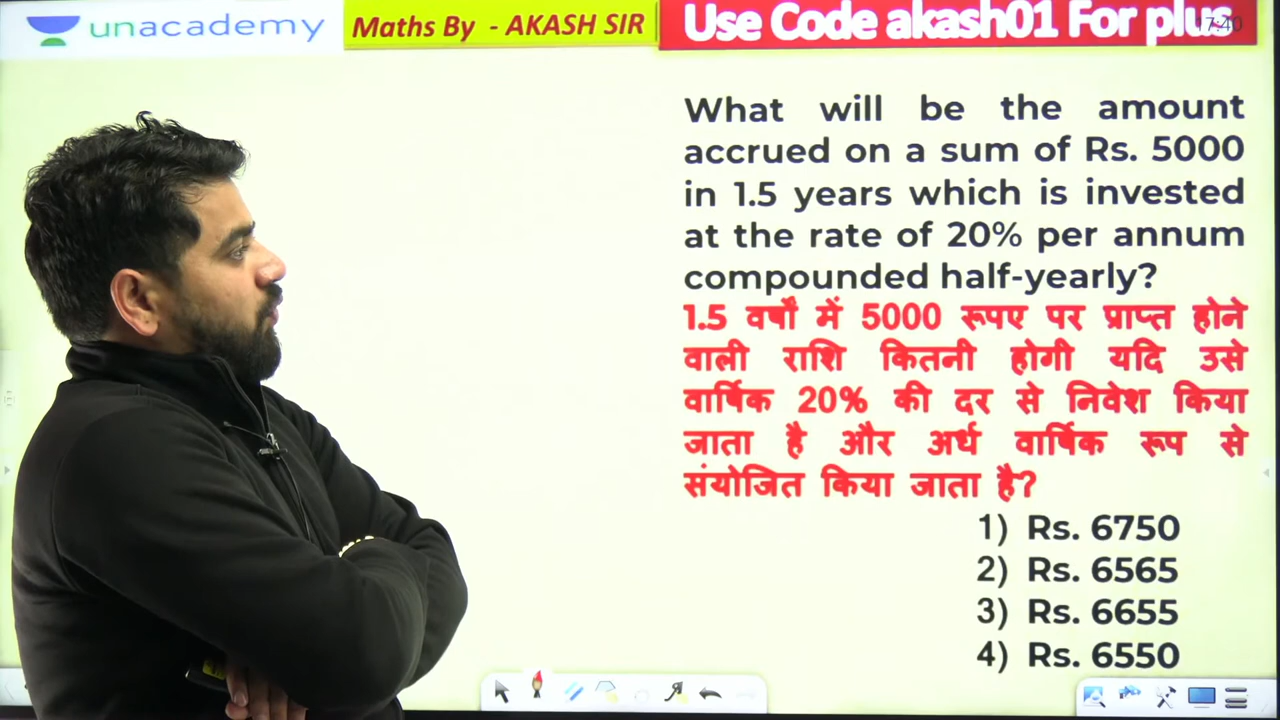 unacademy
Maths By - AKASH SIR
Use Code akash01 For plus
17:40
What will be the amount
accrued on a sum of Rs. 5000
in 1.5 years which is invested
at the rate of 20% per annum
compounded half-yearly?
1.5 वर्षों में 5000 रूपए पर प्राप्त होने
वाली राशि कितनी होगी यदि उसे
वार्षिक 20% की दर से निवेश किया
जाता है और अर्ध वार्षिक रूप से
संयोजित किया जाता है?
1) Rs. 6750
2) Rs. 6565
3) Rs. 6655
4) Rs. 6550